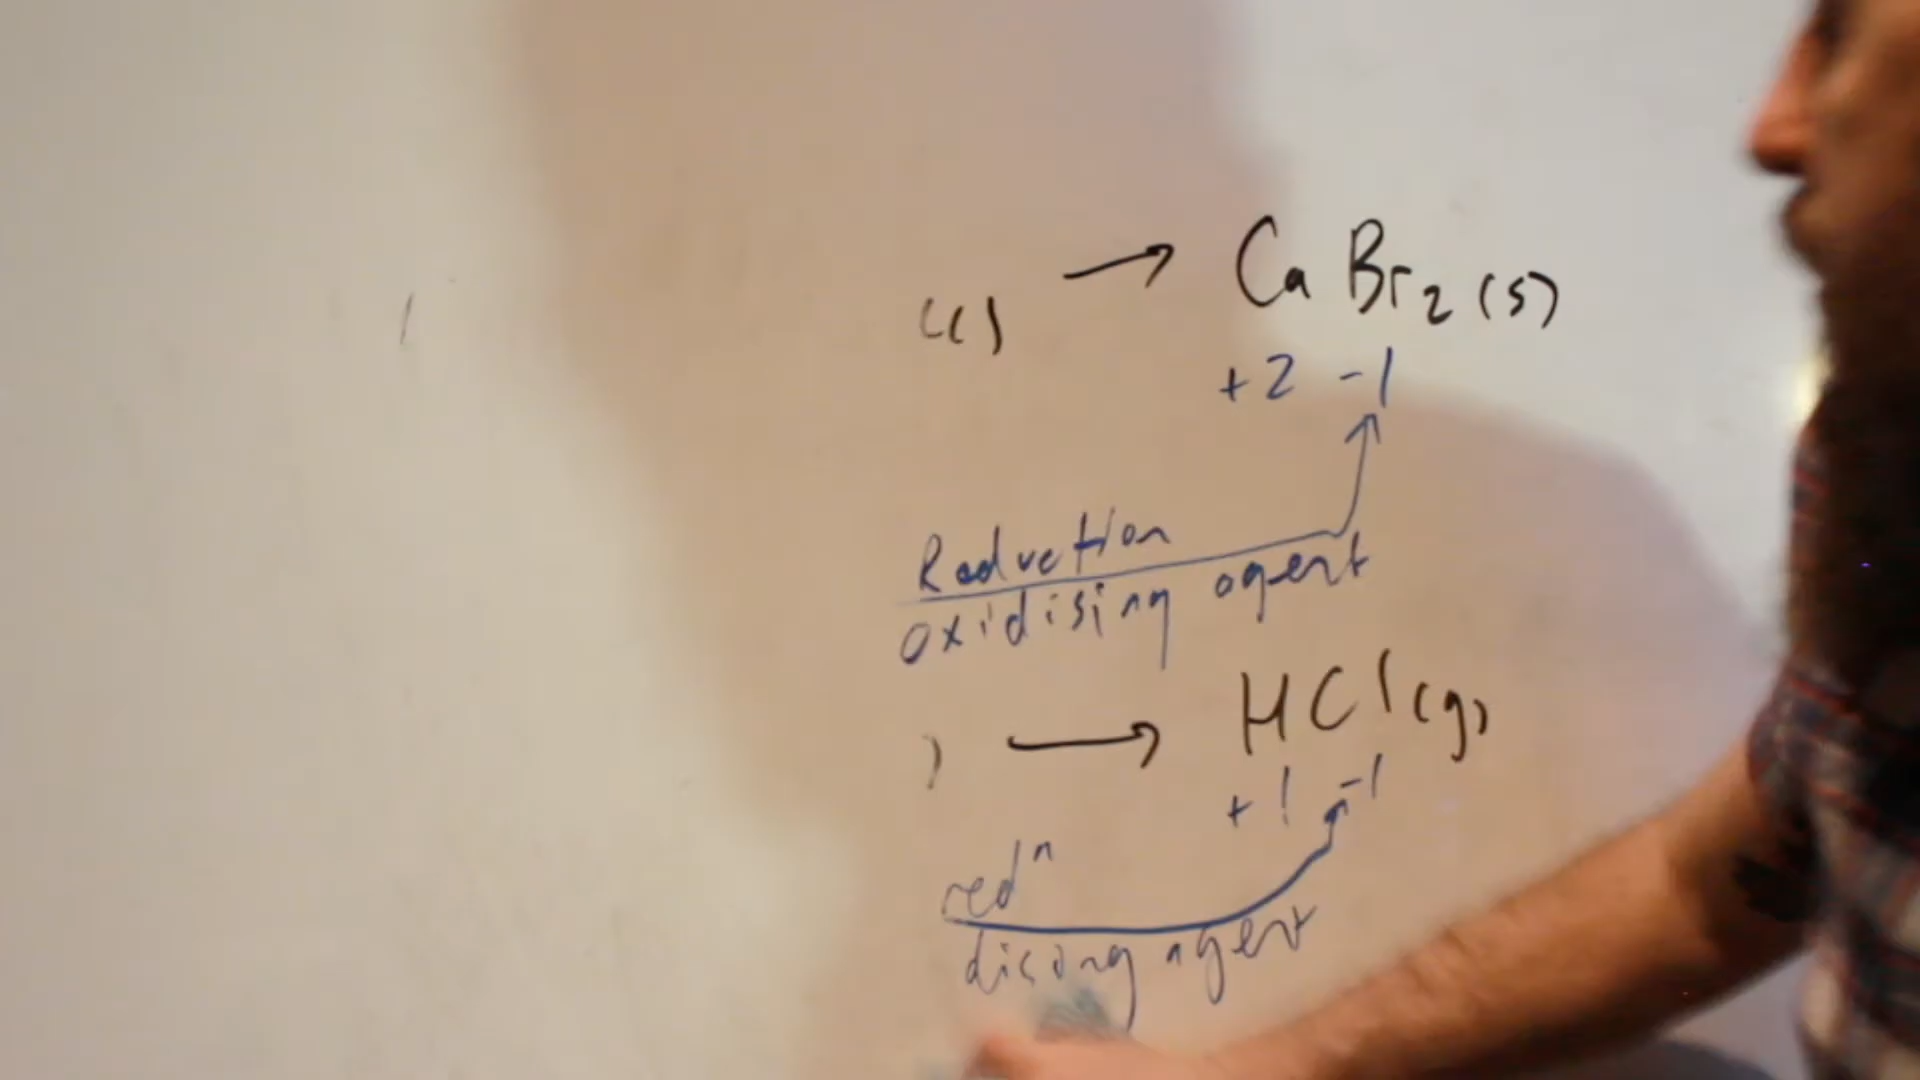 → CaBr₂(s)
+2 -1
Reduction
oxidising agent
) → HCl(g)
+1 -1
redⁿ
dising agent